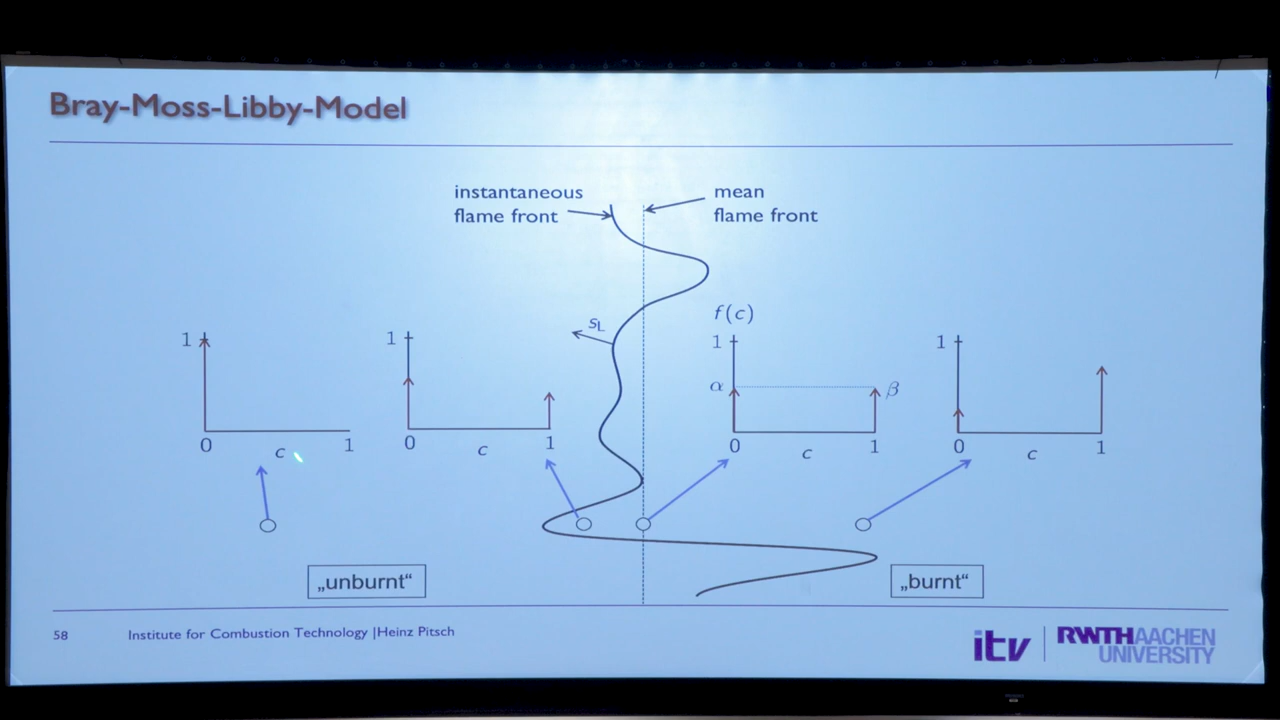 Bray-Moss-Libby-Model
instantaneous
flame front
mean
flame front
sL
f(c)
1
0
c
1
1
0
c
1
1
α
β
0
c
1
1
0
c
1
„unburnt“
„burnt“
58
Institute for Combustion Technology |Heinz Pitsch
itv
RWTHAACHEN
UNIVERSITY